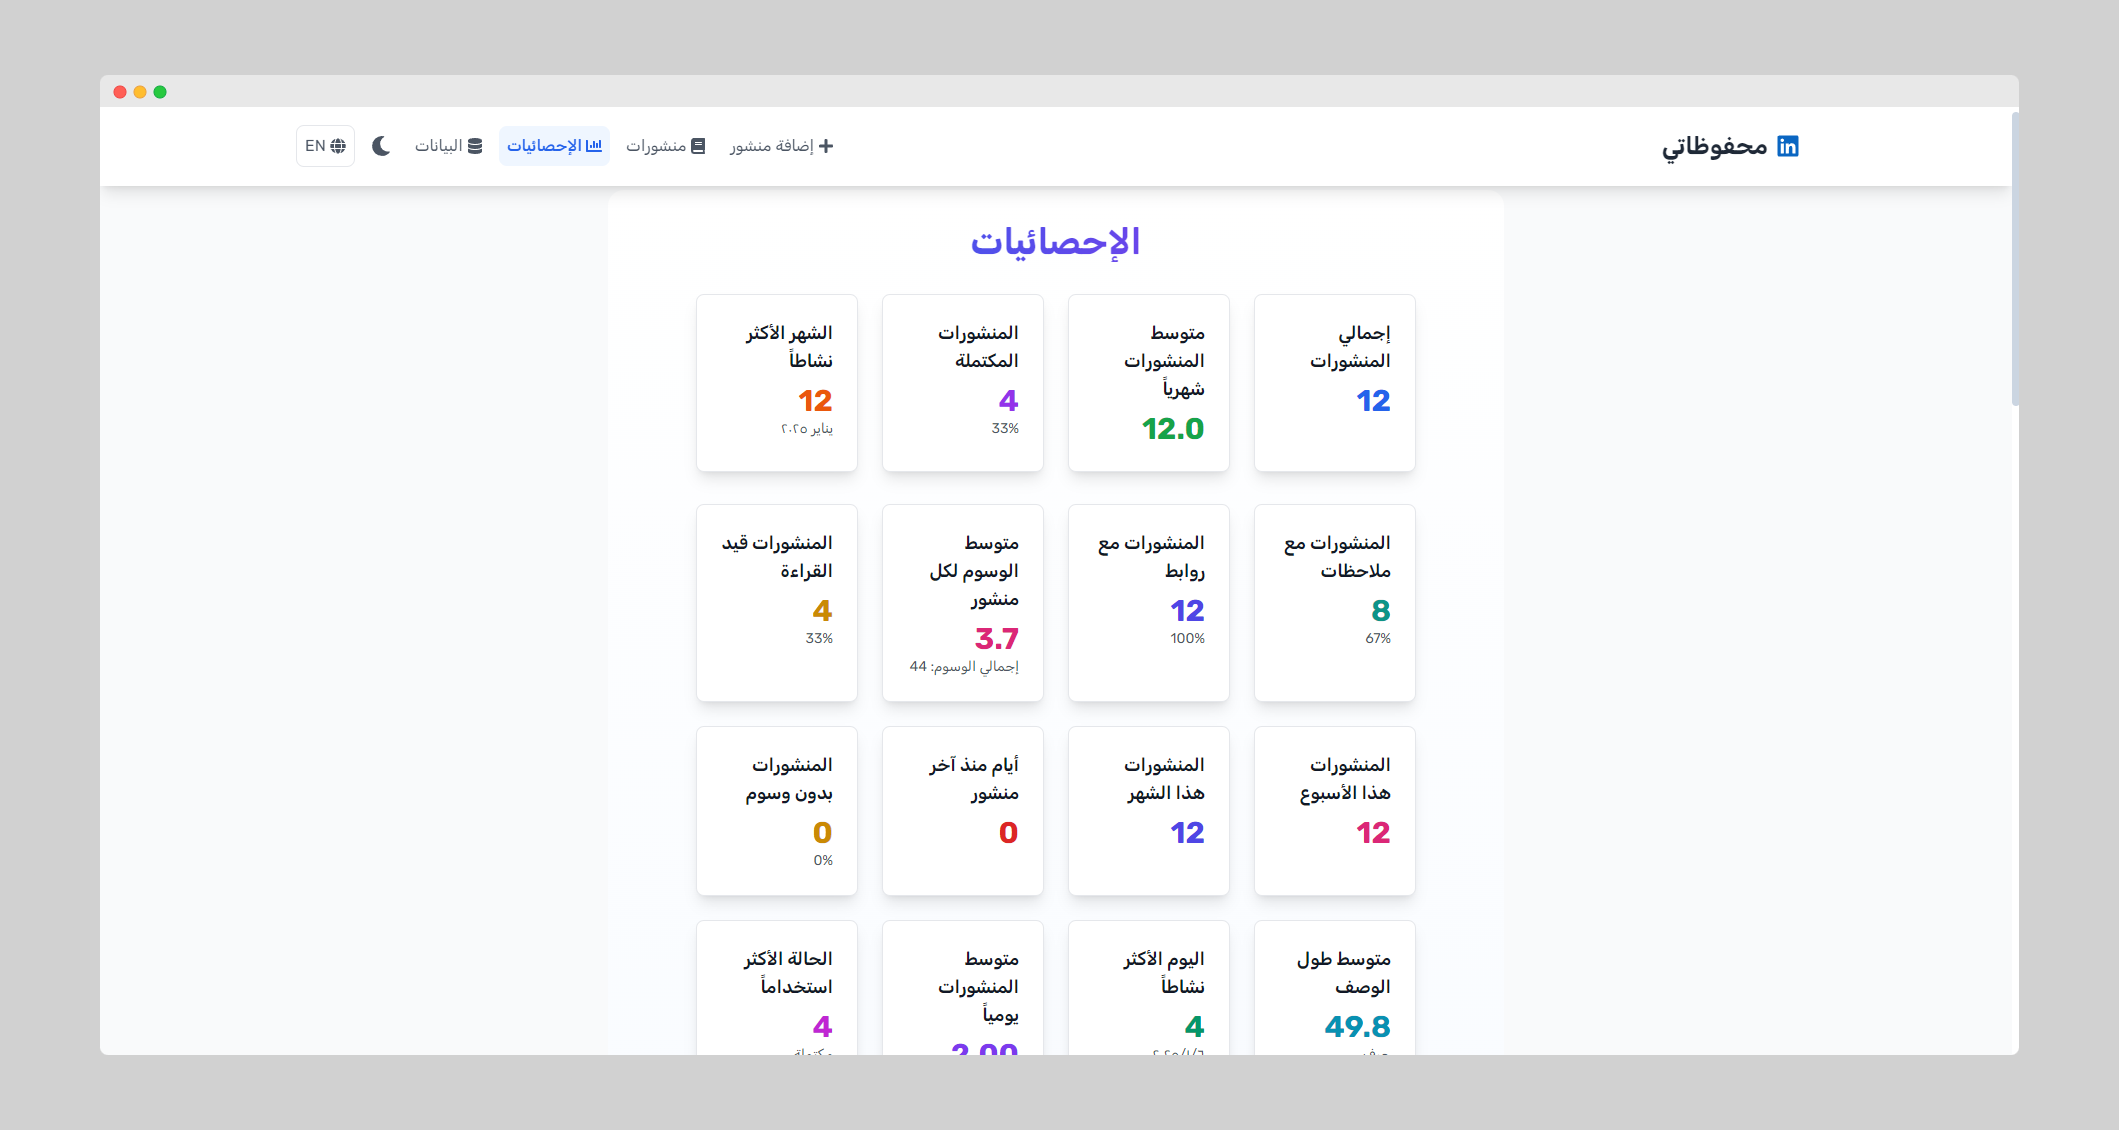 محفوظاتي
إضافة منشور
منشورات
الإحصائيات
البيانات
EN
الإحصائيات
إجمالي
المنشورات
12
متوسط
المنشورات
شهرياً
12.0
المنشورات
المكتملة
4
33%
الشهر الأكثر
نشاطاً
12
يناير ٢٠٢٥
المنشورات مع
ملاحظات
8
67%
المنشورات مع
روابط
12
100%
متوسط
الوسوم لكل
منشور
3.7
إجمالي الوسوم: 44
المنشورات قيد
القراءة
4
33%
المنشورات
هذا الأسبوع
12
المنشورات
هذا الشهر
12
أيام منذ آخر
منشور
0
المنشورات
بدون وسوم
0
0%
متوسط طول
الوصف
49.8
اليوم الأكثر
نشاطاً
4
متوسط
المنشورات
يومياً
2.00
الحالة الأكثر
استخداماً
4
مكتملة